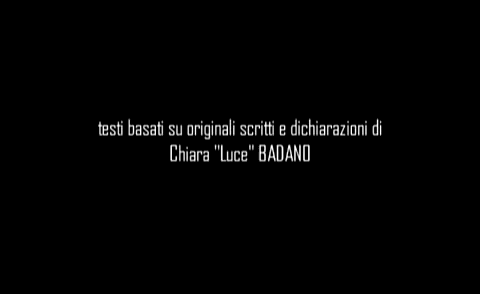 testi basati su originali scritti e dichiarazioni di
Chiara "Luce" BADANO